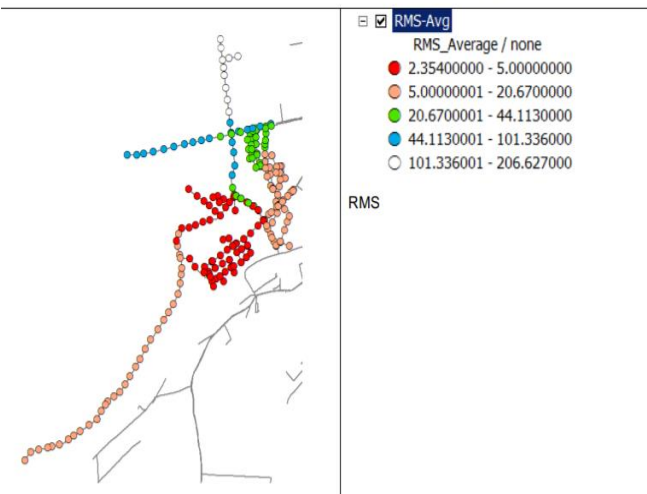 RMS-Avg
RMS_Average / none
2.35400000 - 5.00000000
5.00000001 - 20.6700000
20.6700001 - 44.1130000
44.1130001 - 101.336000
101.336001 - 206.627000
RMS